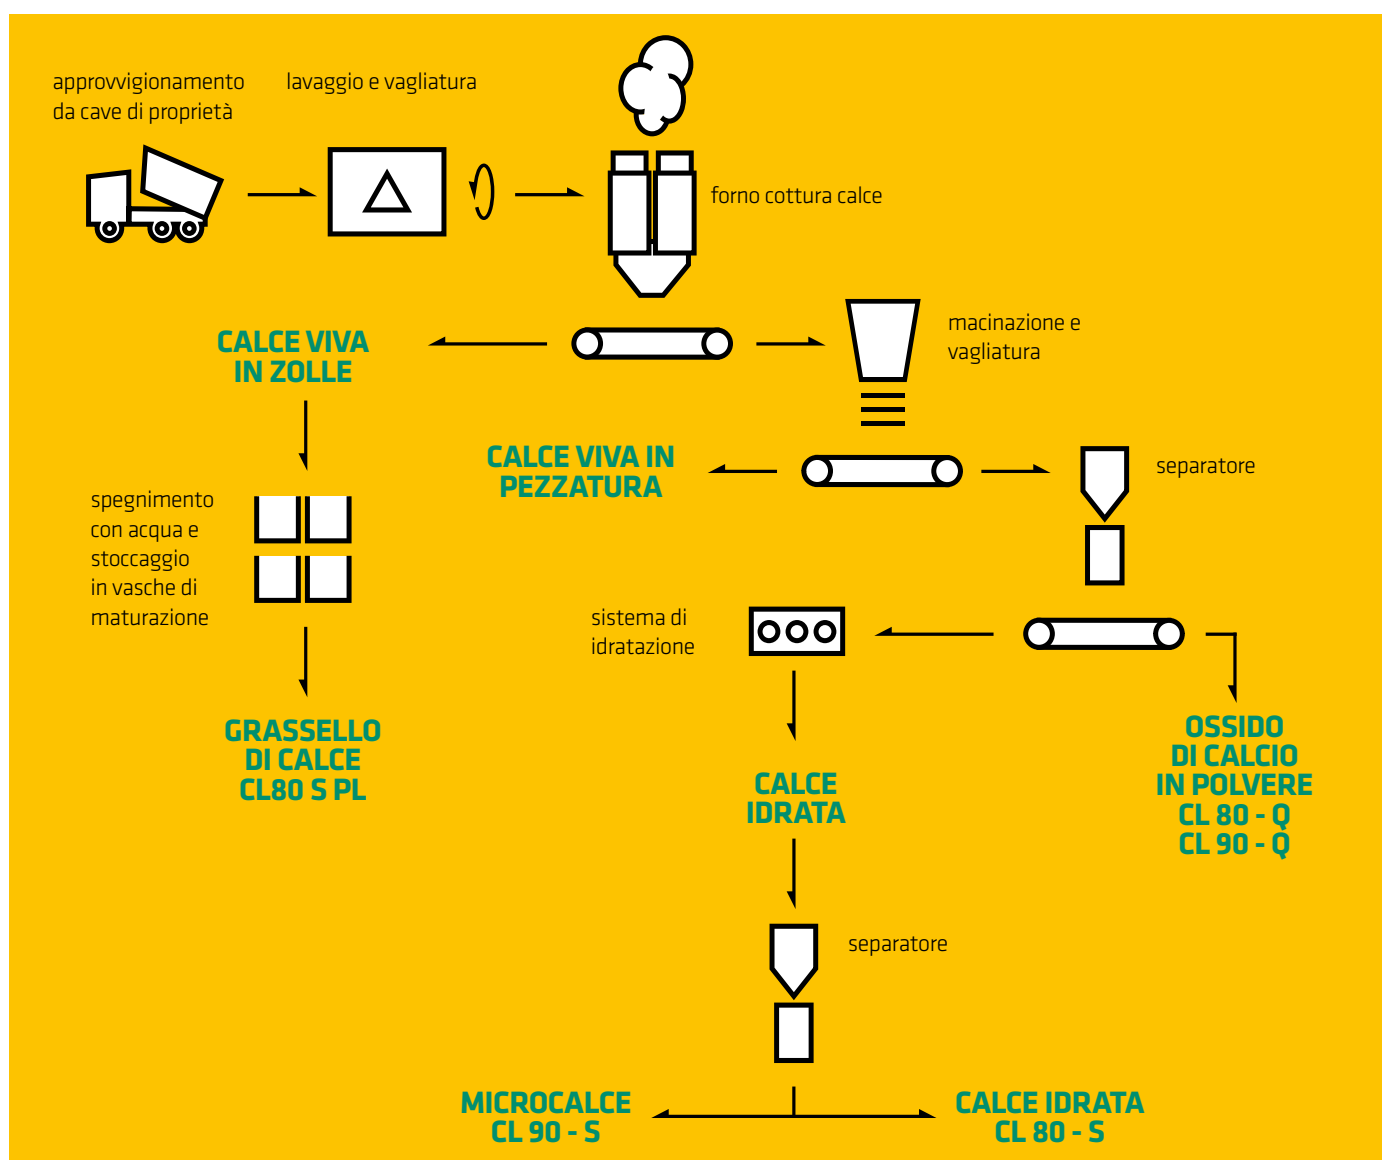 approvvigionamento
da cave di proprietà
lavaggio e vagliatura
forno cottura calce
CALCE VIVA
IN ZOLLE
macinazione e
vagliatura
CALCE VIVA IN
PEZZATURA
separatore
spegnimento
con acqua e
stoccaggio
in vasche di
maturazione
sistema di
idratazione
GRASSELLO
DI CALCE
CL80 S PL
CALCE
IDRATA
OSSIDO
DI CALCIO
IN POLVERE
CL 80 - Q
CL 90 - Q
separatore
MICROCALCE
CL 90 - S
CALCE IDRATA
CL 80 - S